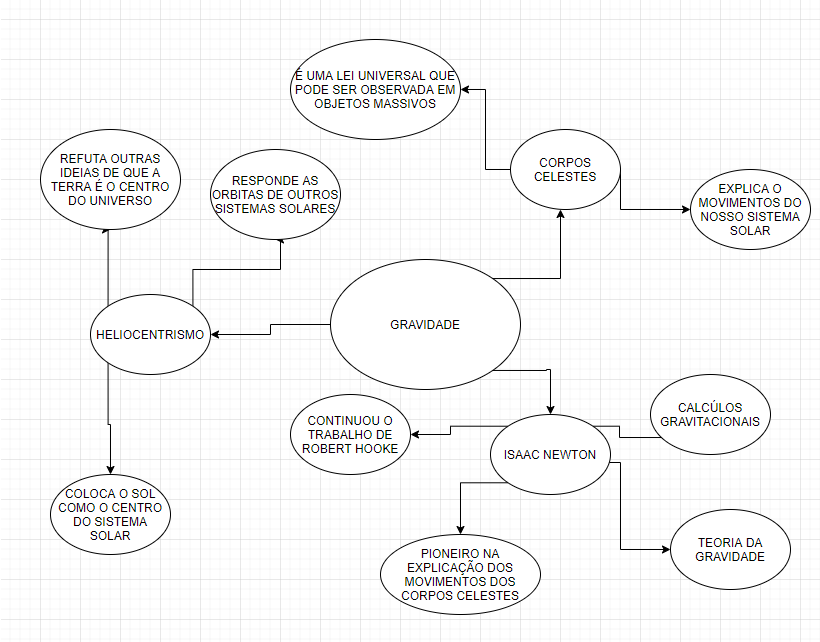 É UMA LEI UNIVERSAL QUE
PODE SER OBSERVADA EM
OBJETOS MASSIVOS
REFUTA OUTRAS
IDEIAS DE QUE A
TERRA É O CENTRO
DO UNIVERSO
RESPONDE AS
ORBITAS DE OUTROS
SISTEMAS SOLARES
CORPOS
CELESTES
EXPLICA O
MOVIMENTOS DO
NOSSO SISTEMA
SOLAR
HELIOCENTRISMO
GRAVIDADE
CONTINUOU O
TRABALHO DE
ROBERT HOOKE
ISAAC NEWTON
CALCÚLOS
GRAVITACIONAIS
COLOCA O SOL
COMO O CENTRO
DO SISTEMA
SOLAR
PIONEIRO NA
EXPLICAÇÃO DOS
MOVIMENTOS DOS
CORPOS CELESTES
TEORIA DA
GRAVIDADE